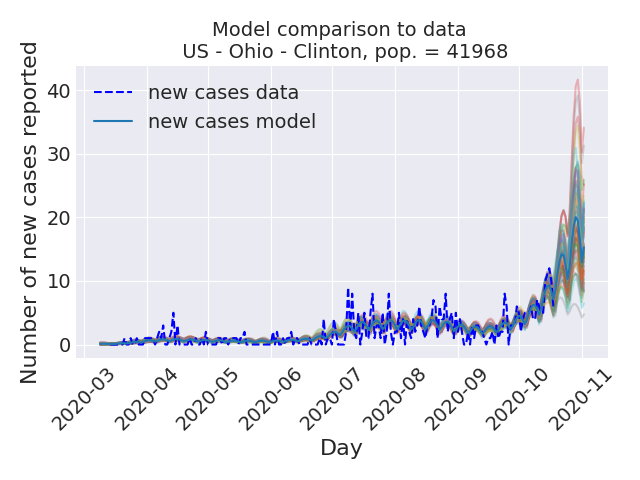 Model comparison to data
US - Ohio - Clinton, pop. = 41968
Number of new cases reported
40
30
20
10
0
new cases data
new cases model
2020-03
2020-04
2020-05
2020-06
2020-07
2020-08
2020-09
2020-10
2020-11
Day